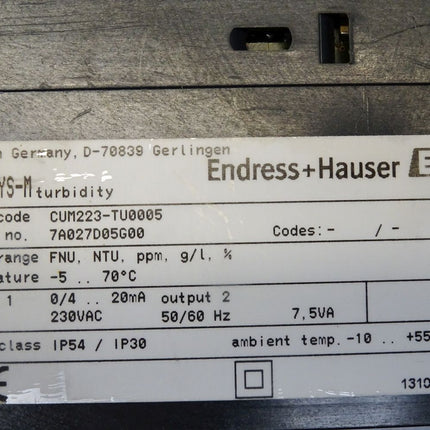 n Germany, D-70839 Gerlingen
YS-M turbidity Endress+Hauser E
code CUM223-TU0005
no. 7A027D05G00 Codes: - / -
range FNU, NTU, ppm, g/l, %
ature -5 .. 70°C
1 0/4 .. 20mA output 2
230VAC 50/60 Hz 7,5VA
class IP54 / IP30 ambient temp. -10 .. +55
1310